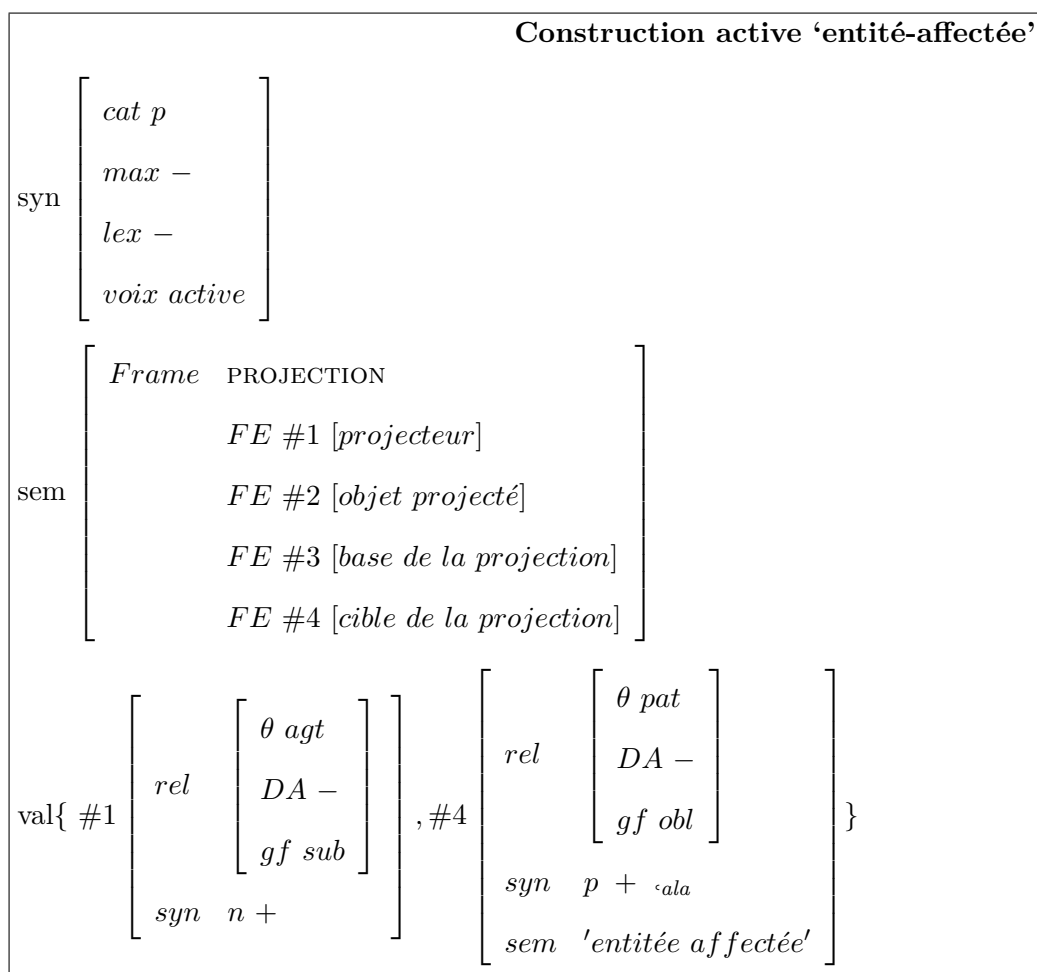 Construction active ‘entité-affectée’
syn
cat p
max −
lex −
voix active
sem
Frame PROJECTION
FE #1 [projecteur]
FE #2 [objet projecté]
FE #3 [base de la projection]
FE #4 [cible de la projection]
val{ #1
rel
θ agt
DA −
gf sub
syn n +
, #4
rel
θ pat
DA −
gf obl
syn p + ʿala
sem 'entitée affectée'
}